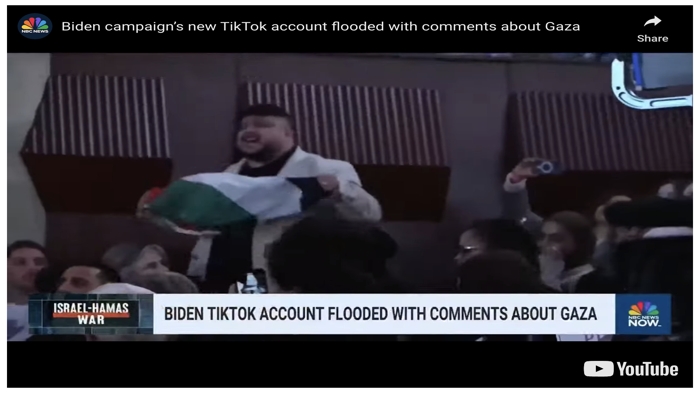 NBC NEWS
Biden campaign's new TikTok account flooded with comments about Gaza
Share
ISRAEL-HAMAS
WAR
BIDEN TIKTOK ACCOUNT FLOODED WITH COMMENTS ABOUT GAZA
NBC NEWS
NOW
YouTube